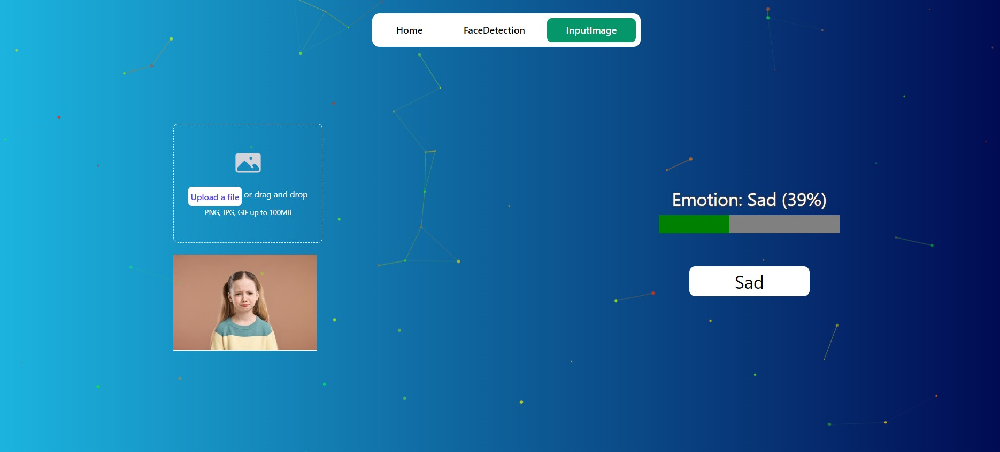 Home FaceDetection InputImage
Upload a file or drag and drop
PNG, JPG, GIF up to 100MB
Emotion: Sad (39%)
Sad